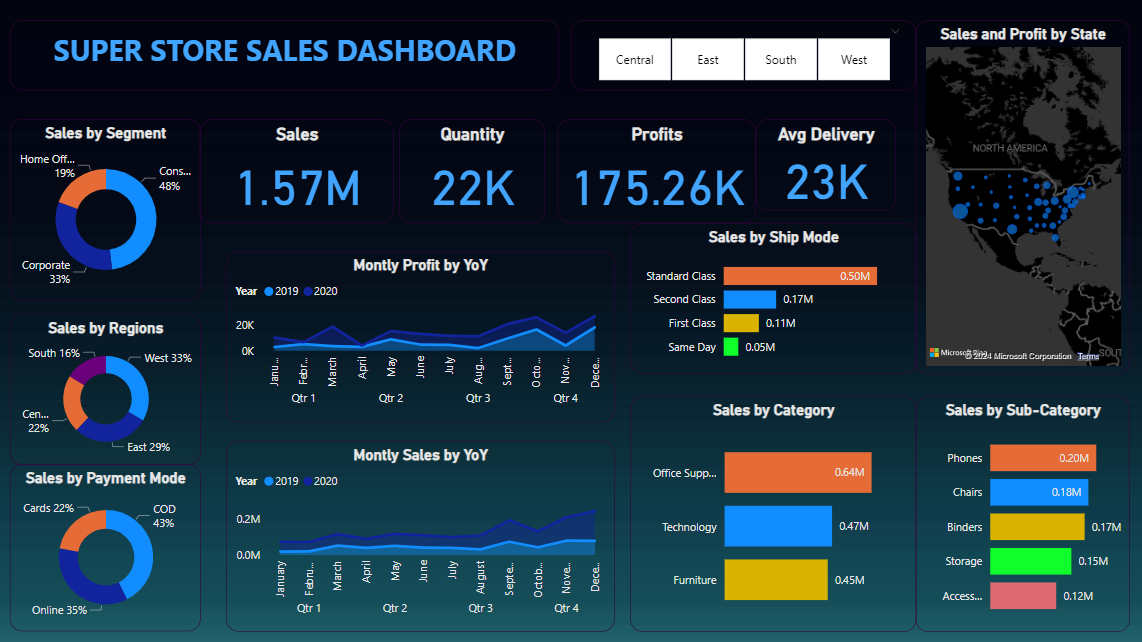 SUPER STORE SALES DASHBOARD
Central
East
South
West
Sales and Profit by State
NORTH AMERICA
Microsoft
© 2024 Microsoft Corporation Terms
Sales by Segment
Home Off...
19%
Cons...
48%
Corporate
33%
Sales
1.57M
Quantity
22K
Profits
175.26K
Avg Delivery
23K
Sales by Regions
South 16%
West 33%
Cen...
22%
East 29%
Sales by Payment Mode
Cards 22%
COD
43%
Online 35%
Montly Profit by YoY
Year 2019 2020
20K
0K
Janu...
Febr...
March
April
May
June
July
Aug...
Sept...
Octo...
Nov...
Dece...
Qtr 1
Qtr 2
Qtr 3
Qtr 4
Montly Sales by YoY
Year 2019 2020
0.2M
0.0M
January
Febru...
March
April
May
June
July
August
Septe...
Octob...
Nove...
Dece...
Qtr 1
Qtr 2
Qtr 3
Qtr 4
Sales by Ship Mode
Standard Class 0.50M
Second Class 0.17M
First Class 0.11M
Same Day 0.05M
Sales by Category
Office Supp... 0.64M
Technology 0.47M
Furniture 0.45M
Sales by Sub-Category
Phones 0.20M
Chairs 0.18M
Binders 0.17M
Storage 0.15M
Access... 0.12M